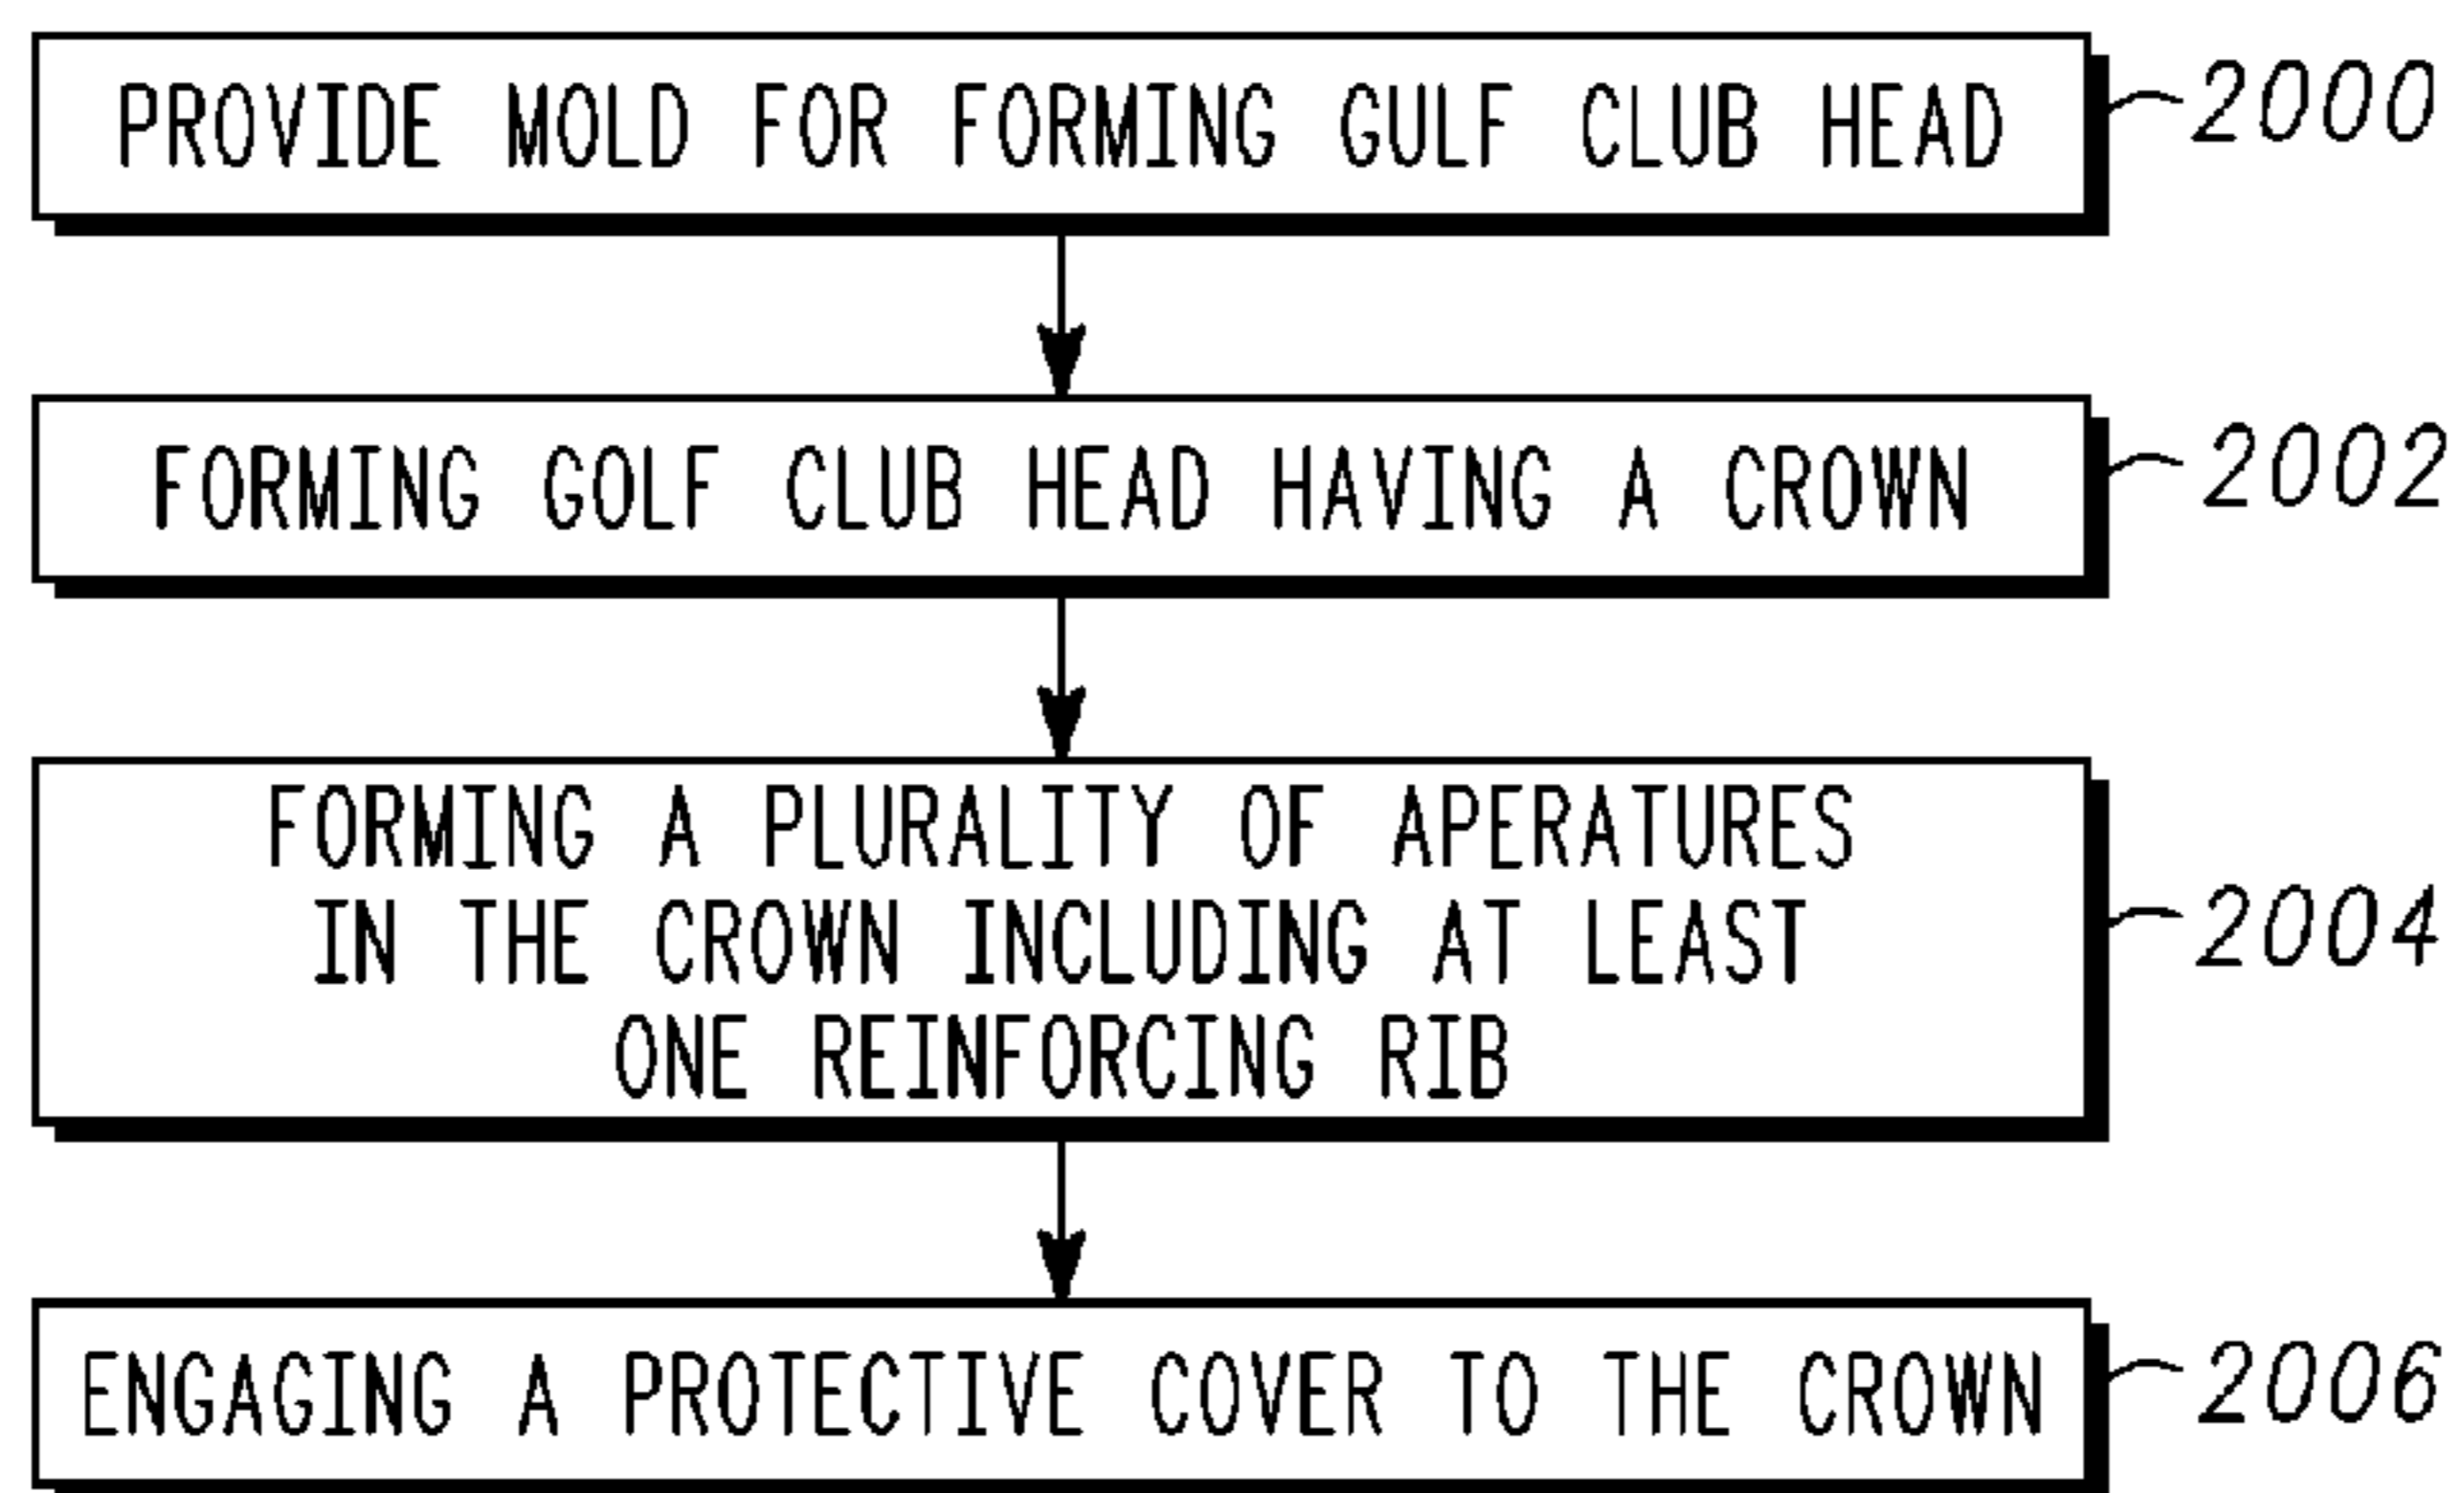 PROVIDE MOLD FOR FORMING GULF CLUB HEAD
2000
FORMING GOLF CLUB HEAD HAVING A CROWN
2002
FORMING A PLURALITY OF APERATURES
IN THE CROWN INCLUDING AT LEAST
ONE REINFORCING RIB
2004
ENGAGING A PROTECTIVE COVER TO THE CROWN
2006